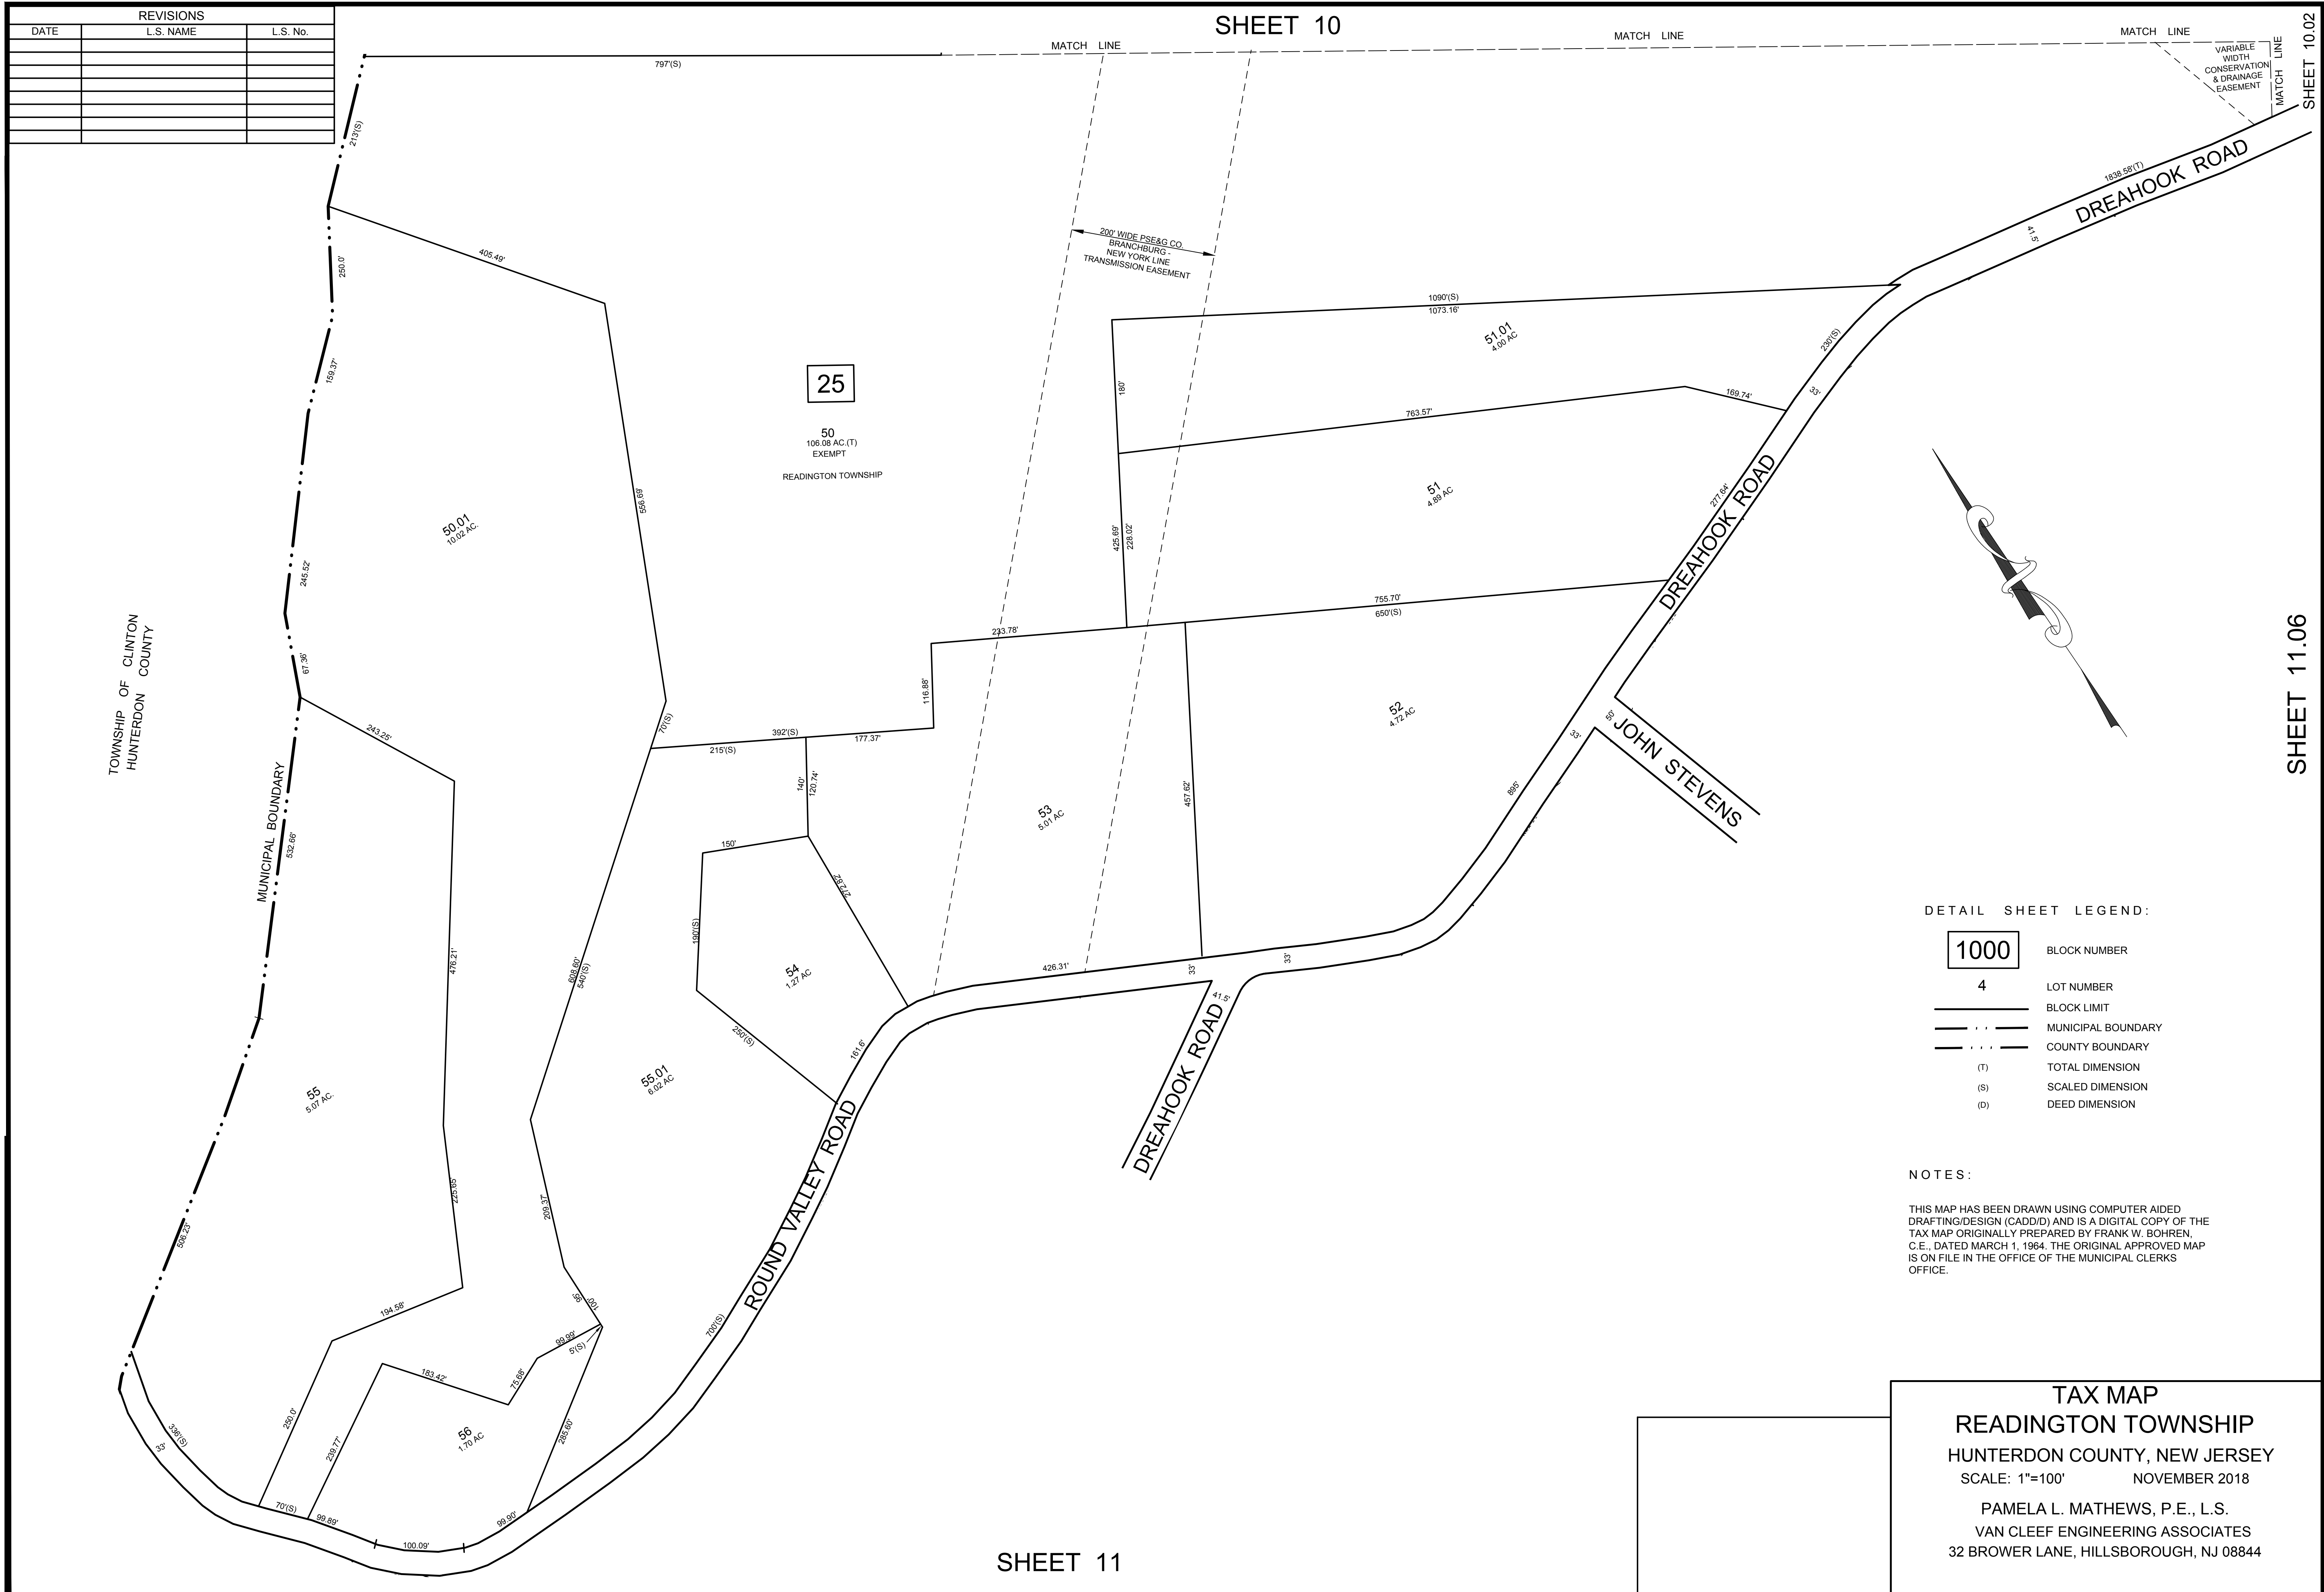 REVISIONS
DATE L.S. NAME L.S. No.
SHEET 10
MATCH LINE
MATCH LINE
MATCH LINE
MATCH LINE
SHEET 10.02
VARIABLE
WIDTH
CONSERVATION
& DRAINAGE
EASEMENT
797'(S)
213'(S)
250.0'
159.37'
245.52'
67.36'
532.66'
506.23'
405.49'
556.69'
50.01
10.02 AC.
25
50
106.08 AC.(T)
EXEMPT
READINGTON TOWNSHIP
200' WIDE PSE&G CO.
BRANCHBURG -
NEW YORK LINE
TRANSMISSION EASEMENT
1838.58'(T)
DREAHOOK ROAD
41.5'
1090'(S)
1073.16'
51.01
4.00 AC
180'
230'(S)
33'
763.57'
169.74'
51
4.89 AC
425.69'
228.02'
277.64'
DREAHOOK ROAD
755.70'
650'(S)
233.78'
116.88'
52
4.72 AC
50'
33'
JOHN STEVENS
895'
SHEET 11.06
TOWNSHIP OF CLINTON
HUNTERDON COUNTY
MUNICIPAL BOUNDARY
243.25'
70'(S)
392'(S)
215'(S)
177.37'
140'
120.74'
53
5.01 AC
457.62'
150'
272.82'
190'(S)
54
1.27 AC
250'(S)
161.6'
426.31'
33'
33'
41.5'
DREAHOOK ROAD
476.21'
608.60'
540'(S)
55.01
6.02 AC
55
5.07 AC.
225.65'
209.37'
ROUND VALLEY ROAD
700'(S)
194.58'
95'
100'
99.99'
5'(S)
75.68'
183.42'
250.0'
239.77'
56
1.70 AC
285.60'
336'(S)
33'
70'(S)
99.89'
100.09'
99.90'
SHEET 11
DETAIL SHEET LEGEND:
1000 BLOCK NUMBER
4 LOT NUMBER
BLOCK LIMIT
MUNICIPAL BOUNDARY
COUNTY BOUNDARY
(T) TOTAL DIMENSION
(S) SCALED DIMENSION
(D) DEED DIMENSION
NOTES:
THIS MAP HAS BEEN DRAWN USING COMPUTER AIDED
DRAFTING/DESIGN (CADD/D) AND IS A DIGITAL COPY OF THE
TAX MAP ORIGINALLY PREPARED BY FRANK W. BOHREN,
C.E., DATED MARCH 1, 1964. THE ORIGINAL APPROVED MAP
IS ON FILE IN THE OFFICE OF THE MUNICIPAL CLERKS
OFFICE.
TAX MAP
READINGTON TOWNSHIP
HUNTERDON COUNTY, NEW JERSEY
SCALE: 1"=100' NOVEMBER 2018
PAMELA L. MATHEWS, P.E., L.S.
VAN CLEEF ENGINEERING ASSOCIATES
32 BROWER LANE, HILLSBOROUGH, NJ 08844